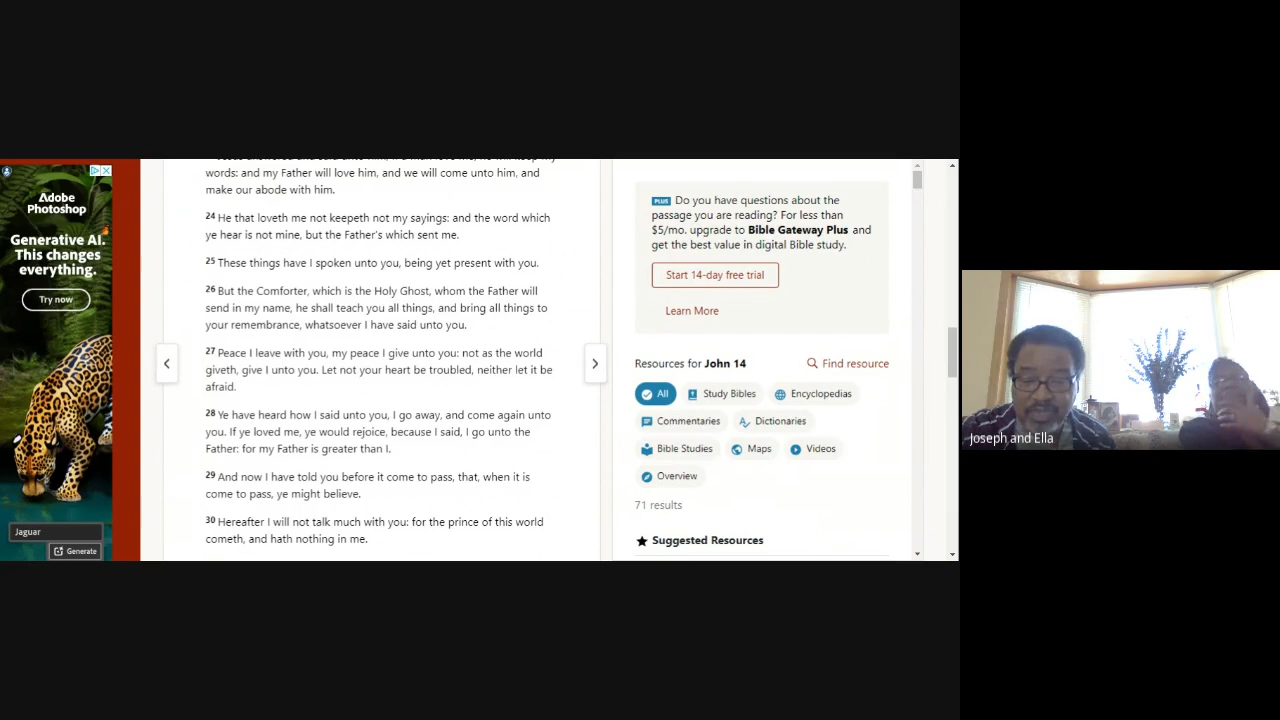 Adobe
Photoshop
Generative AI.
This changes
everything.
Try now
Jaguar
Generate
words: and my Father will love him, and we will come unto him, and
make our abode with him.
24 He that loveth me not keepeth not my sayings: and the word which
ye hear is not mine, but the Father's which sent me.
25 These things have I spoken unto you, being yet present with you.
26 But the Comforter, which is the Holy Ghost, whom the Father will
send in my name, he shall teach you all things, and bring all things to
your remembrance, whatsoever I have said unto you.
27 Peace I leave with you, my peace I give unto you: not as the world
giveth, give I unto you. Let not your heart be troubled, neither let it be
afraid.
28 Ye have heard how I said unto you, I go away, and come again unto
you. If ye loved me, ye would rejoice, because I said, I go unto the
Father: for my Father is greater than I.
29 And now I have told you before it come to pass, that, when it is
come to pass, ye might believe.
30 Hereafter I will not talk much with you: for the prince of this world
cometh, and hath nothing in me.
PLUS Do you have questions about the
passage you are reading? For less than
$5/mo. upgrade to Bible Gateway Plus and
get the best value in digital Bible study.
Start 14-day free trial
Learn More
Resources for John 14 Find resource
All Study Bibles Encyclopedias
Commentaries Dictionaries
Bible Studies Maps Videos
Overview
71 results
Suggested Resources
Joseph and Ella